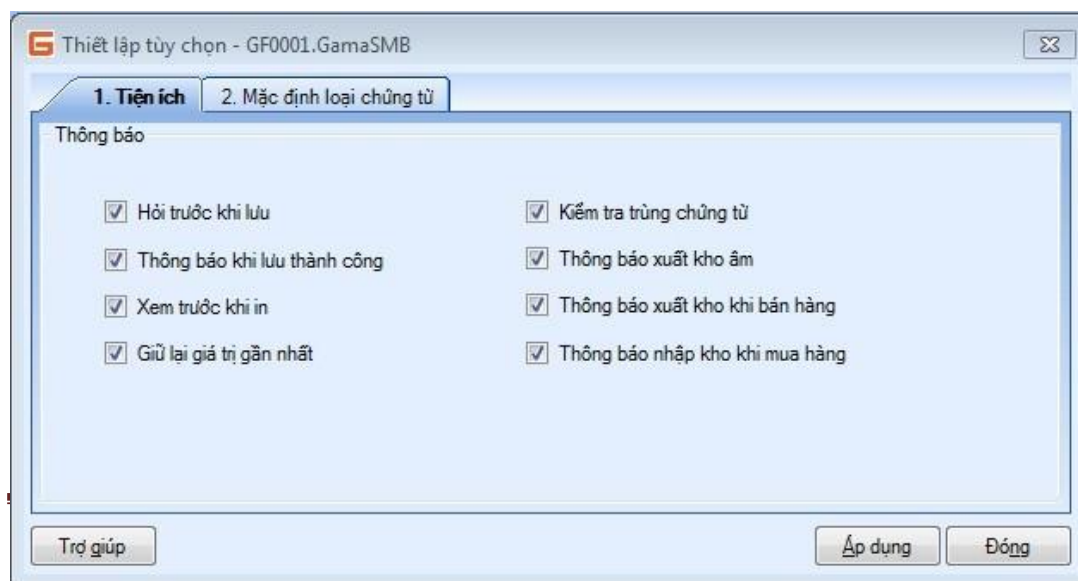 Thiết lập tùy chọn - GF0001.GamaSMB
1. Tiện ích 2. Mặc định loại chứng từ
Thông báo
Hỏi trước khi lưu Kiểm tra trùng chứng từ
Thông báo khi lưu thành công Thông báo xuất kho âm
Xem trước khi in Thông báo xuất kho khi bán hàng
Giữ lại giá trị gần nhất Thông báo nhập kho khi mua hàng
Trợ giúp Áp dụng Đóng